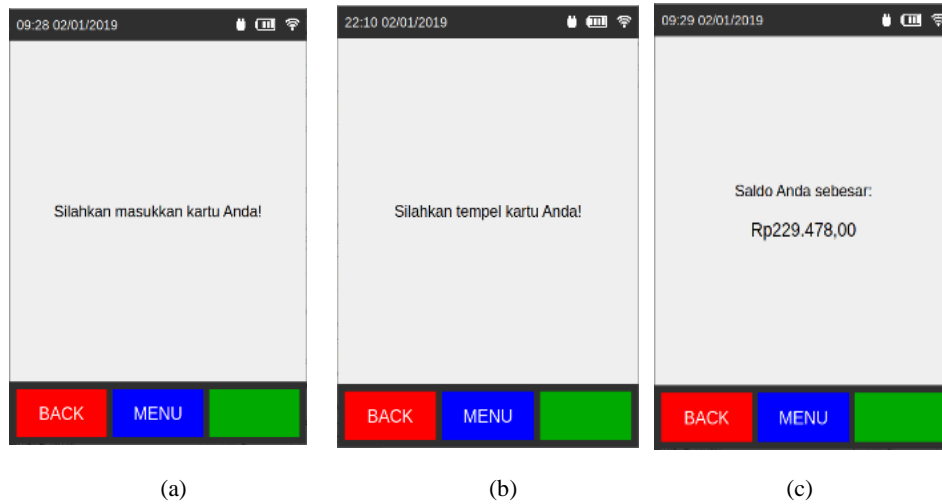 09:28 02/01/2019
Silahkan masukkan kartu Anda!
BACK MENU
(a)
22:10 02/01/2019
Silahkan tempel kartu Anda!
BACK MENU
(b)
09:29 02/01/2019
Saldo Anda sebesar:
Rp229.478,00
BACK MENU
(c)